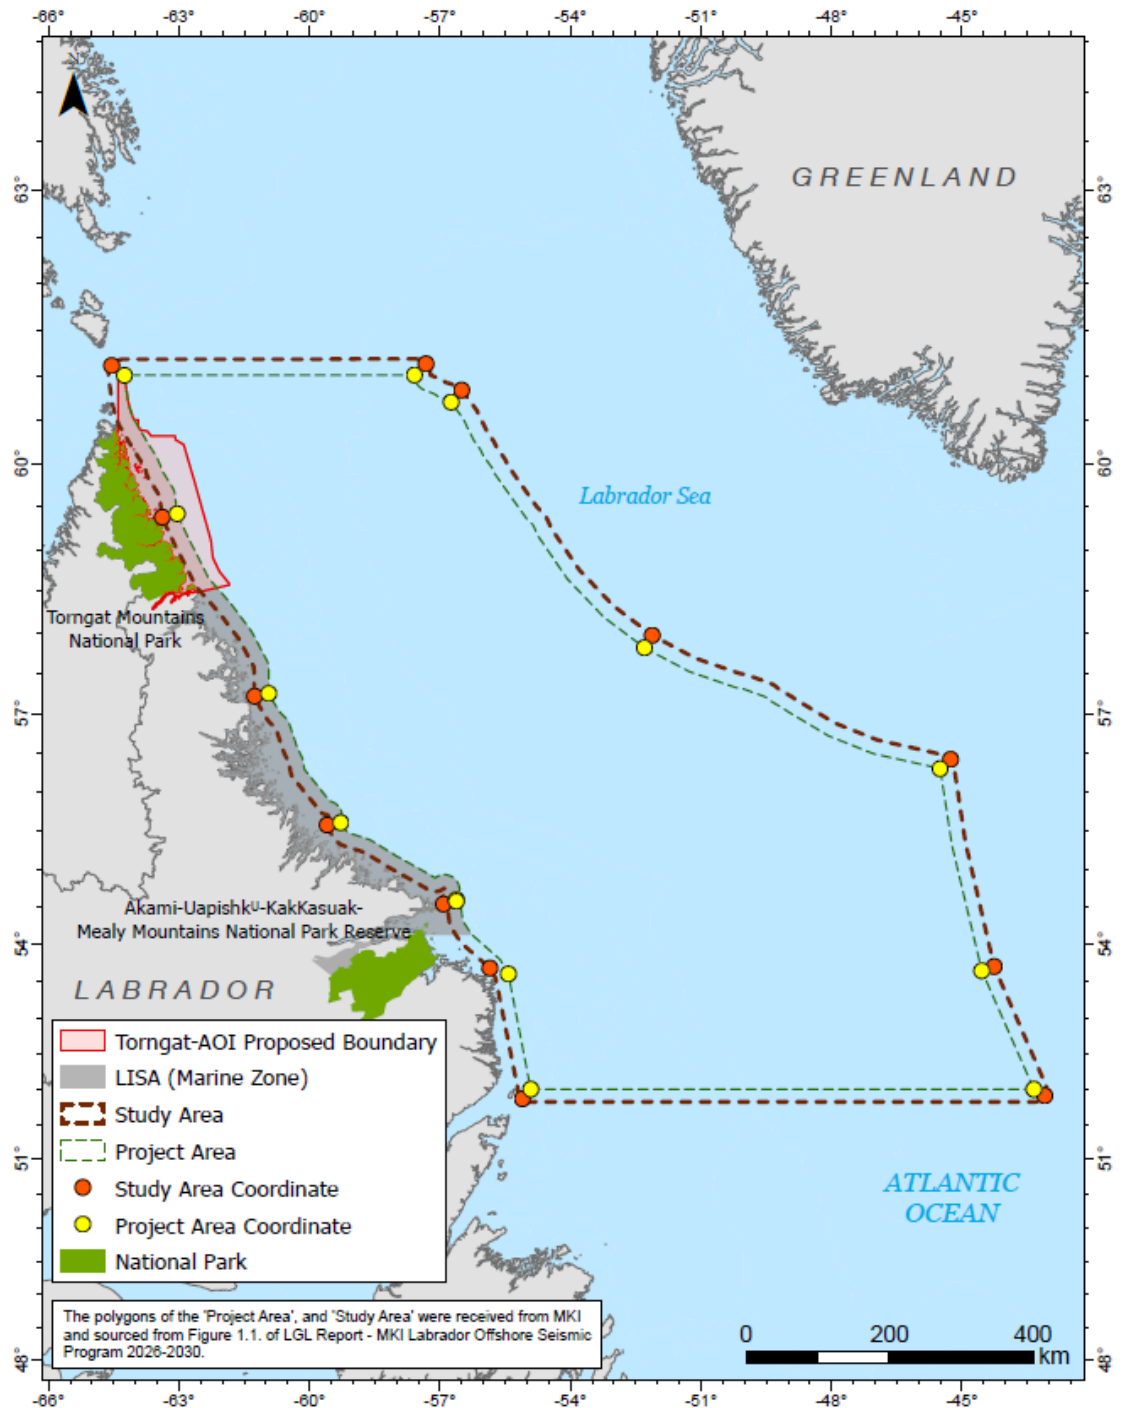 -66° -63° -60° -57° -54° -51° -48° -45°
N
63° 63°
GREENLAND
60° 60°
Labrador Sea
Torngat Mountains
National Park
57° 57°
Akami-Uapishkᵁ-KakKasuak-
Mealy Mountains National Park Reserve
54° 54°
LABRADOR
Torngat-AOI Proposed Boundary
LISA (Marine Zone)
Study Area
Project Area
Study Area Coordinate
Project Area Coordinate
National Park
51° 51°
ATLANTIC
OCEAN
The polygons of the 'Project Area', and 'Study Area' were received from MKI
and sourced from Figure 1.1. of LGL Report - MKI Labrador Offshore Seismic
Program 2026-2030.
0 200 400
km
48° 48°
-66° -63° -60° -57° -54° -51° -48° -45°